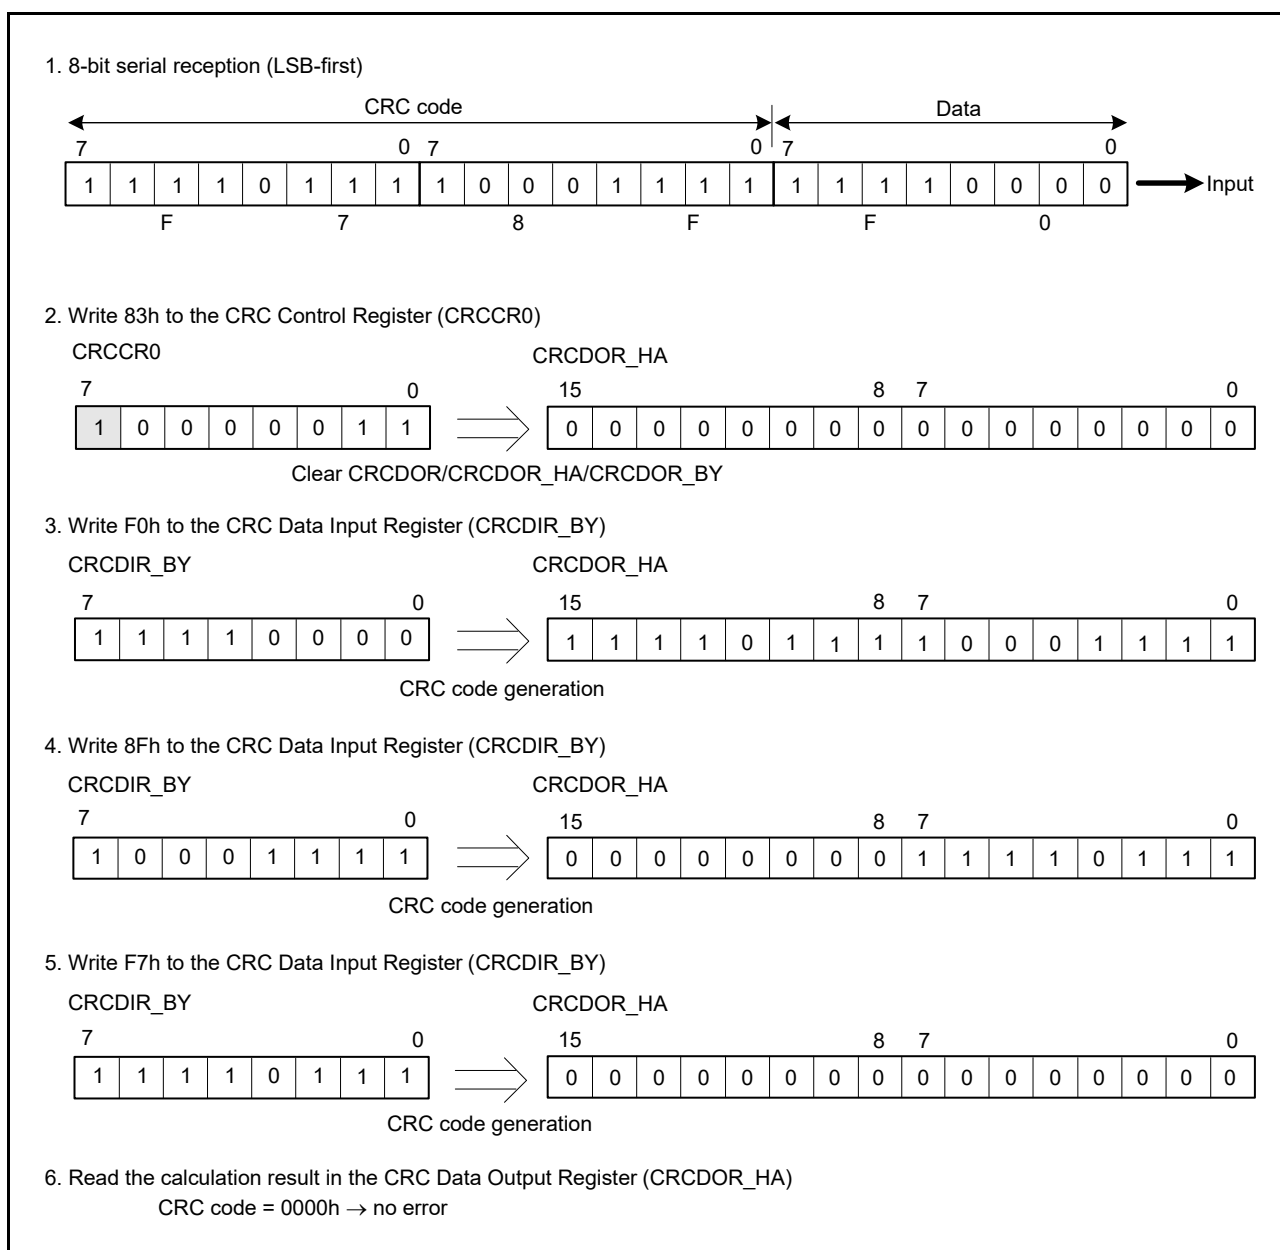 1. 8-bit serial reception (LSB-first)
CRC code Data
7 0 7 0 7 0
1 1 1 1 0 1 1 1 1 0 0 0 1 1 1 1 1 1 1 1 0 0 0 0 Input
F 7 8 F F 0
2. Write 83h to the CRC Control Register (CRCCR0)
CRCCR0 CRCDOR_HA
7 0 15 8 7 0
1 0 0 0 0 0 1 1 0 0 0 0 0 0 0 0 0 0 0 0 0 0 0 0
Clear CRCDOR/CRCDOR_HA/CRCDOR_BY
3. Write F0h to the CRC Data Input Register (CRCDIR_BY)
CRCDIR_BY CRCDOR_HA
7 0 15 8 7 0
1 1 1 1 0 0 0 0 1 1 1 1 0 1 1 1 1 0 0 0 1 1 1 1
CRC code generation
4. Write 8Fh to the CRC Data Input Register (CRCDIR_BY)
CRCDIR_BY CRCDOR_HA
7 0 15 8 7 0
1 0 0 0 1 1 1 1 0 0 0 0 0 0 0 0 1 1 1 1 0 1 1 1
CRC code generation
5. Write F7h to the CRC Data Input Register (CRCDIR_BY)
CRCDIR_BY CRCDOR_HA
7 0 15 8 7 0
1 1 1 1 0 1 1 1 0 0 0 0 0 0 0 0 0 0 0 0 0 0 0 0
CRC code generation
6. Read the calculation result in the CRC Data Output Register (CRCDOR_HA)
CRC code = 0000h → no error